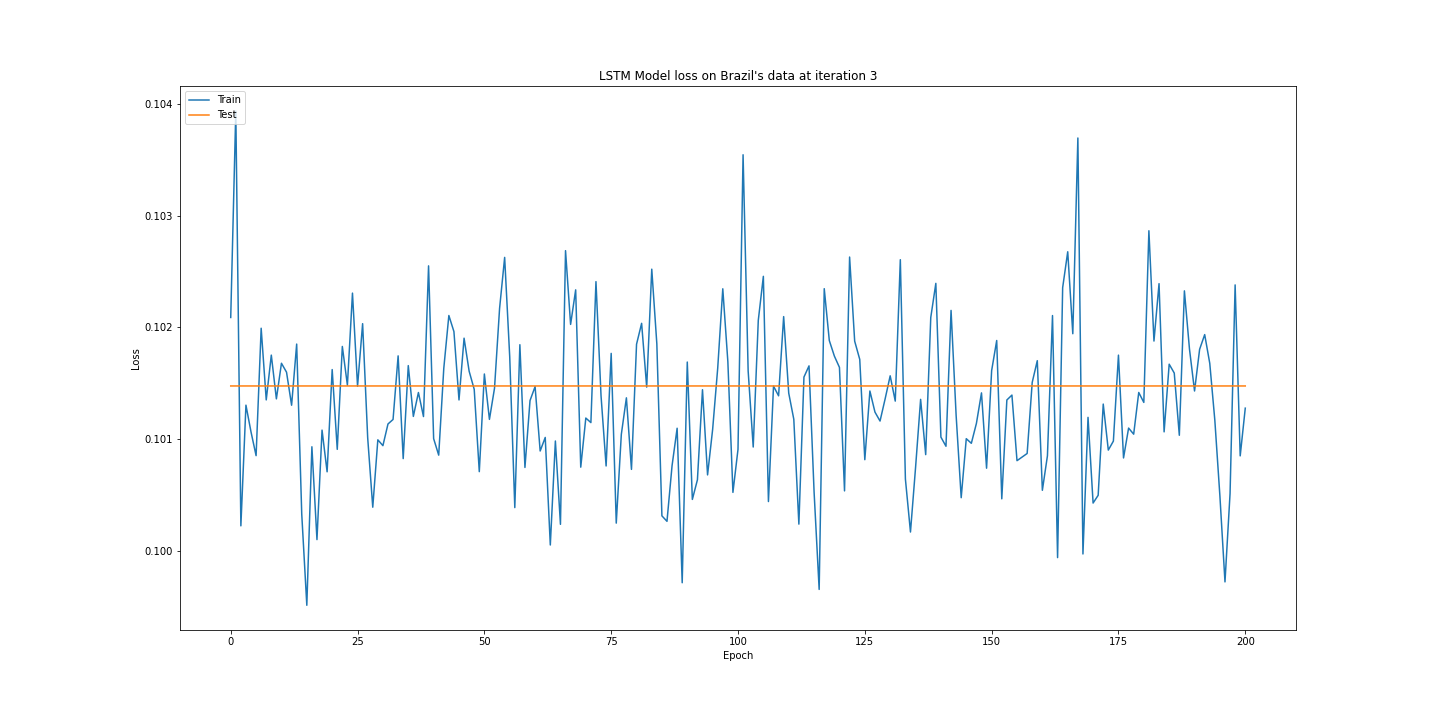 LSTM Model loss on Brazil's data at iteration 3
Train
Test
0.104
0.103
0.102
0.101
0.100
Loss
0 25 50 75 100 125 150 175 200
Epoch